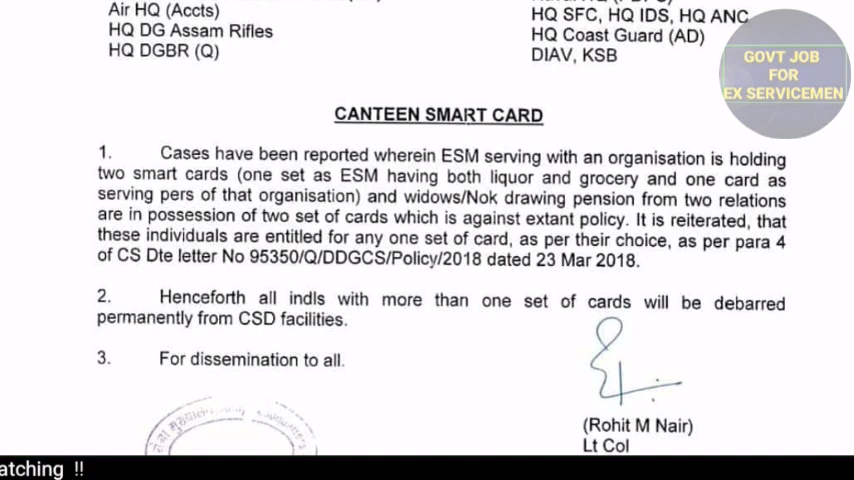 Air HQ (Accts)
HQ DG Assam Rifles
HQ DGBR (Q)
HQ SFC, HQ IDS, HQ ANC
HQ Coast Guard (AD)
DIAV, KSB
GOVT JOB
FOR
EX SERVICEMEN
CANTEEN SMART CARD
1. Cases have been reported wherein ESM serving with an organisation is holding
two smart cards (one set as ESM having both liquor and grocery and one card as
serving pers of that organisation) and widows/Nok drawing pension from two relations
are in possession of two set of cards which is against extant policy. It is reiterated, that
these individuals are entitled for any one set of card, as per their choice, as per para 4
of CS Dte letter No 95350/Q/DDGCS/Policy/2018 dated 23 Mar 2018.
2. Henceforth all indls with more than one set of cards will be debarred
permanently from CSD facilities.
3. For dissemination to all.
(Rohit M Nair)
Lt Col
atching !!